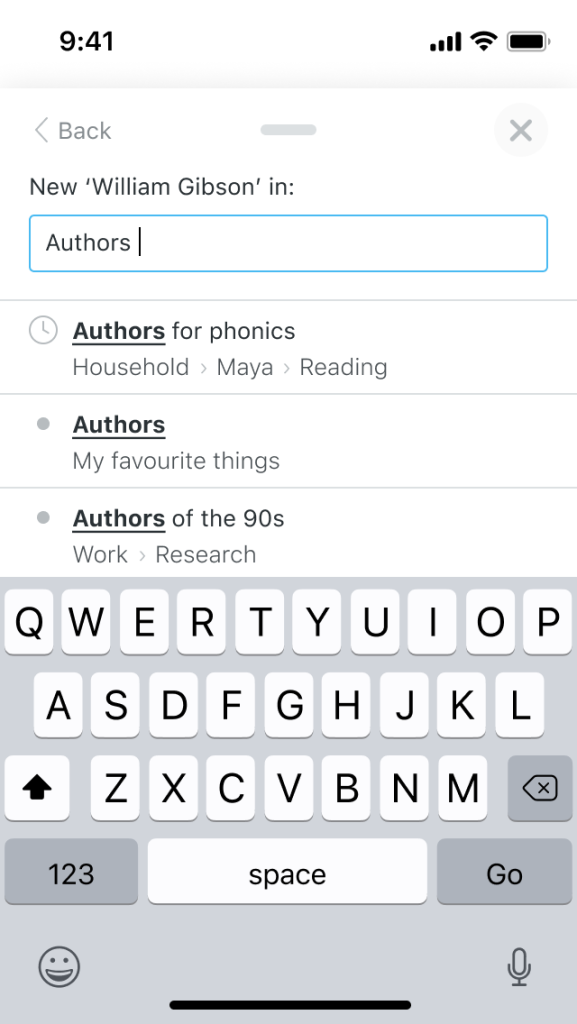 9:41
Back
New ‘William Gibson’ in:
Authors
Authors for phonics
Household › Maya › Reading
Authors
My favourite things
Authors of the 90s
Work › Research
Q W E R T Y U I O P
A S D F G H J K L
Z X C V B N M
123 space Go